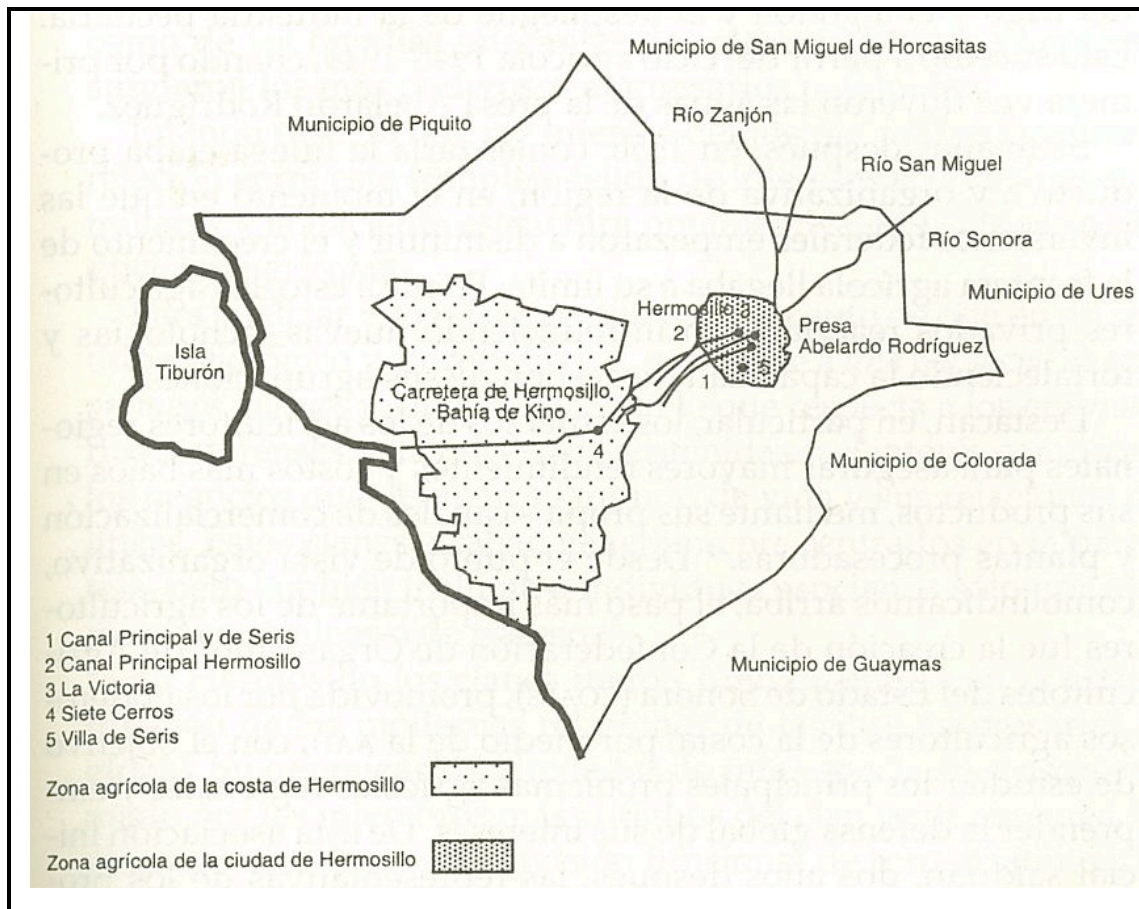 Municipio de San Miguel de Horcasitas
Municipio de Piquito
Río Zanjón
Río San Miguel
Río Sonora
Municipio de Ures
Hermosillo 3
2
Presa
Abelardo Rodríguez
Isla
Tiburón
1
5
Carretera de Hermosillo
Bahía de Kino
4
Municipio de Colorada
Municipio de Guaymas
1 Canal Principal y de Seris
2 Canal Principal Hermosillo
3 La Victoria
4 Siete Cerros
5 Villa de Seris
Zona agrícola de la costa de Hermosillo
Zona agrícola de la ciudad de Hermosillo